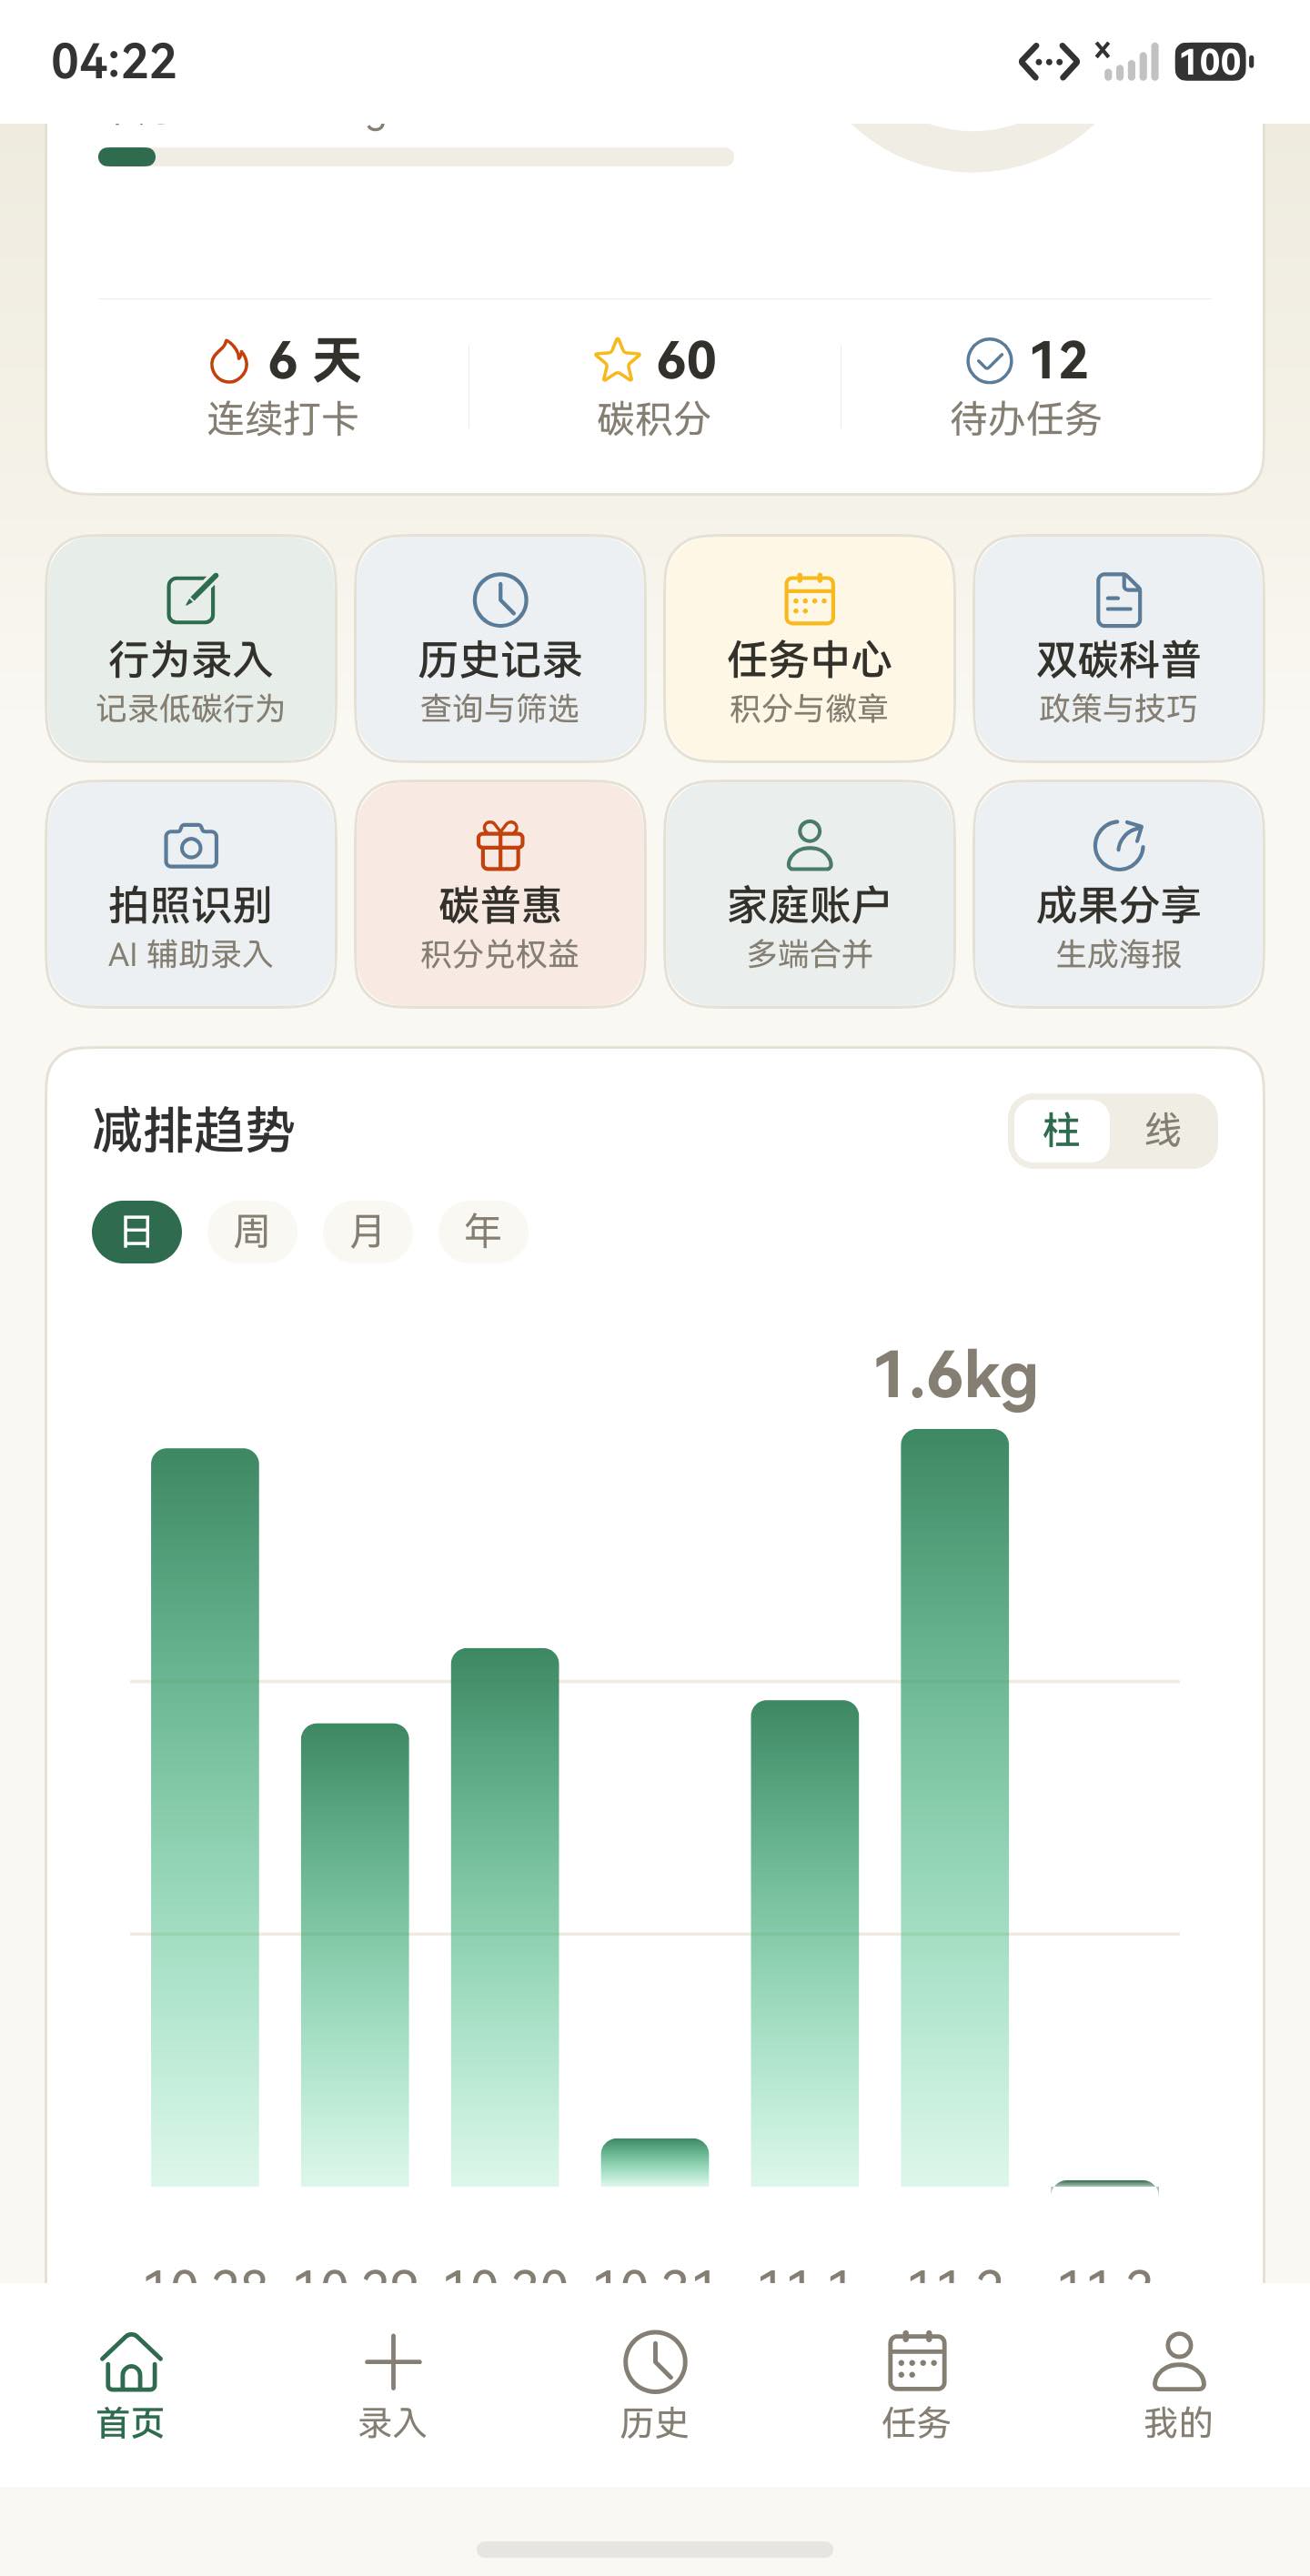 04:22
100
6 天
60
12
连续打卡
碳积分
待办任务
行为录入
历史记录
任务中心
双碳科普
记录低碳行为
查询与筛选
积分与徽章
政策与技巧
拍照识别
碳普惠
家庭账户
成果分享
AI 辅助录入
积分兑权益
多端合并
生成海报
减排趋势
柱
线
日
周
月
年
1.6kg
首页
录入
历史
任务
我的